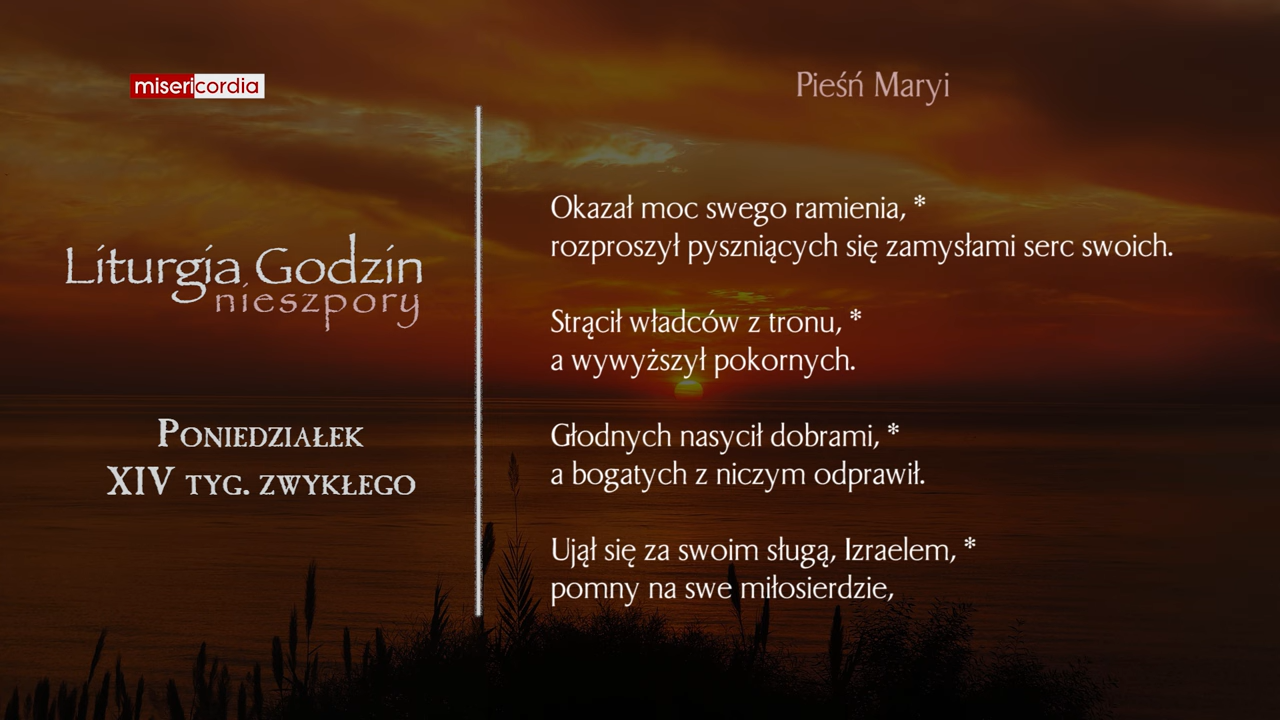 misericordia
Liturgia Godzin
nieszpory
Poniedziałek
XIV tyg. zwykłego
Pieśń Maryi
Okazał moc swego ramienia, *
rozproszył pyszniących się zamysłami serc swoich.
Strącił władców z tronu, *
a wywyższył pokornych.
Głodnych nasycił dobrami, *
a bogatych z niczym odprawił.
Ujął się za swoim sługą, Izraelem, *
pomny na swe miłosierdzie,